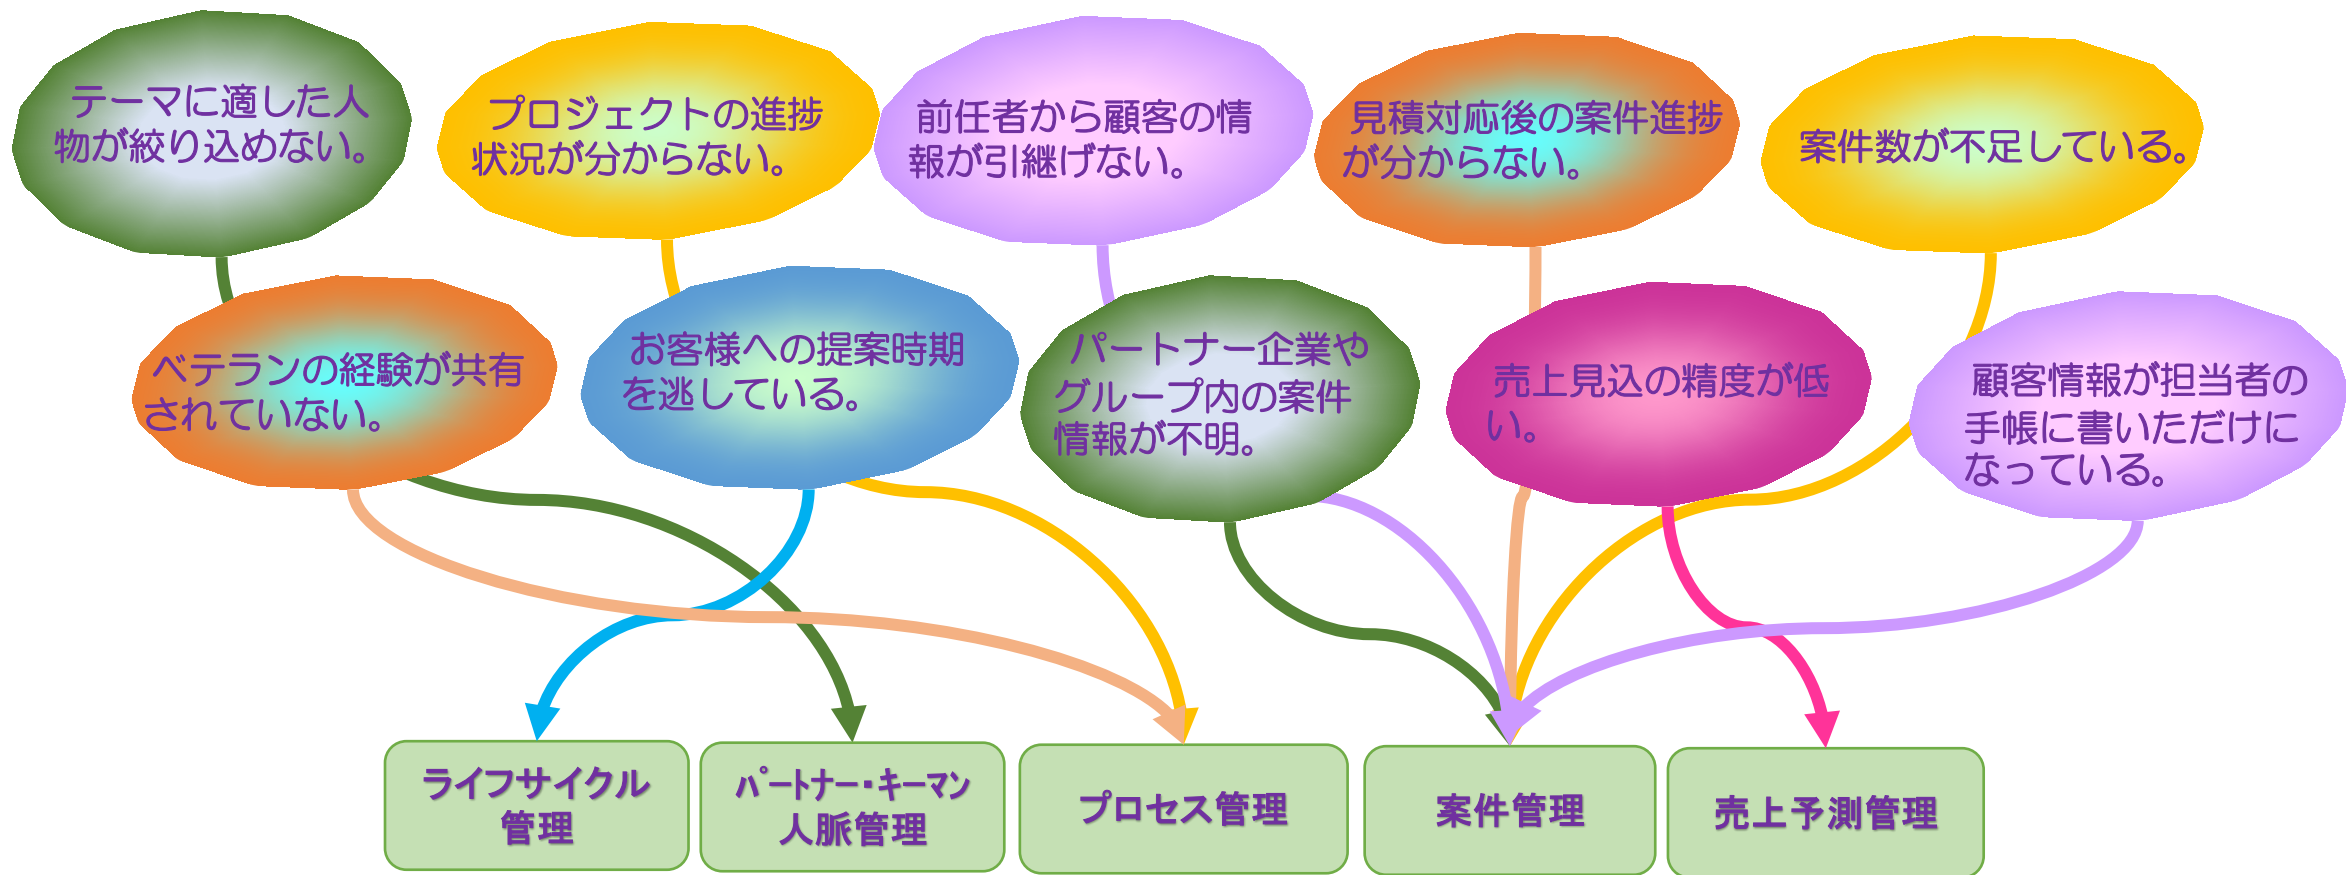 テーマに適した人
物が絞り込めない。
プロジェクトの進捗
状況が分からない。
前任者から顧客の情
報が引継げない。
見積対応後の案件進捗
が分からない。
案件数が不足している。
ベテランの経験が共有
されていない。
お客様への提案時期
を逃している。
パートナー企業や
グループ内の案件
情報が不明。
売上見込の精度が低
い。
顧客情報が担当者の
手帳に書いただけに
なっている。
ライフサイクル
管理
ﾊﾟｰﾄﾅｰ・ｷｰﾏﾝ
人脈管理
プロセス管理
案件管理
売上予測管理